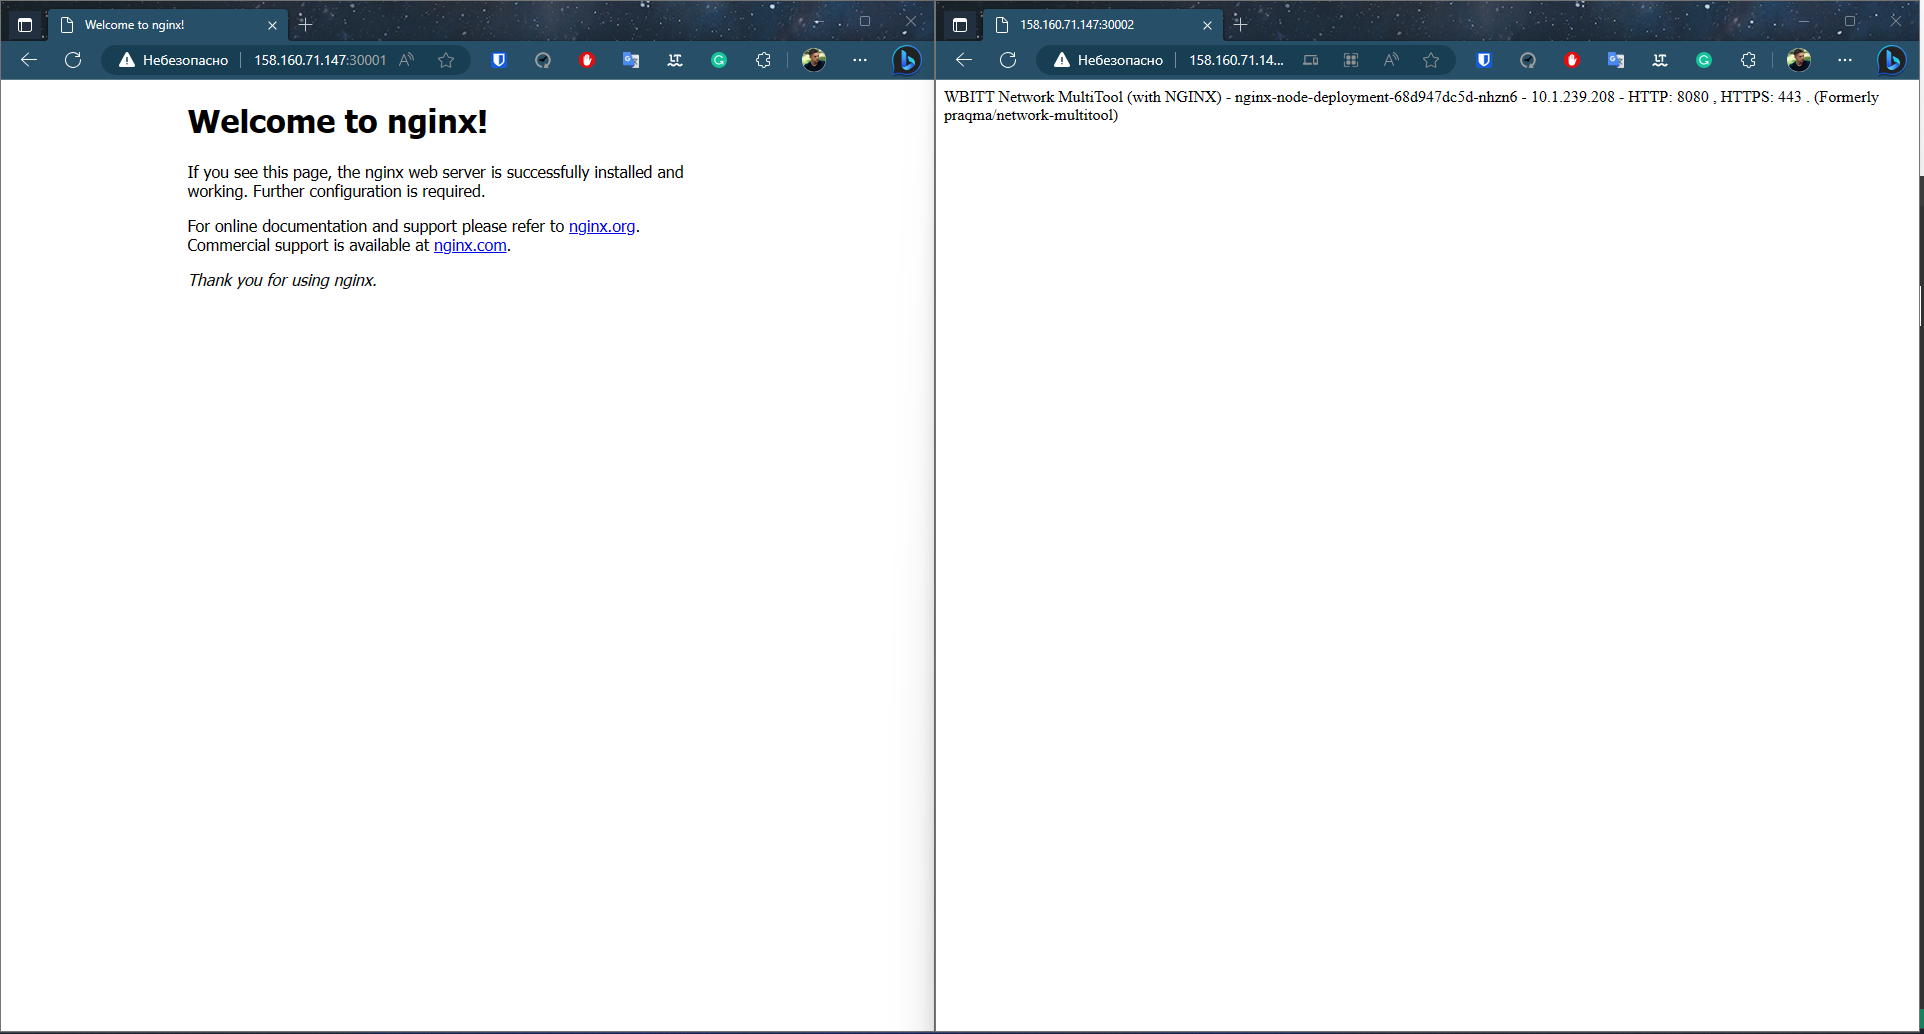 Welcome to nginx!
Небезопасно
158.160.71.147:30001
Welcome to nginx!
If you see this page, the nginx web server is successfully installed and
working. Further configuration is required.
For online documentation and support please refer to nginx.org.
Commercial support is available at nginx.com.
Thank you for using nginx.
158.160.71.147:30002
Небезопасно
158.160.71.14...
WBITT Network MultiTool (with NGINX) - nginx-node-deployment-68d947dc5d-nhzn6 - 10.1.239.208 - HTTP: 8080 , HTTPS: 443 . (Formerly
praqma/network-multitool)